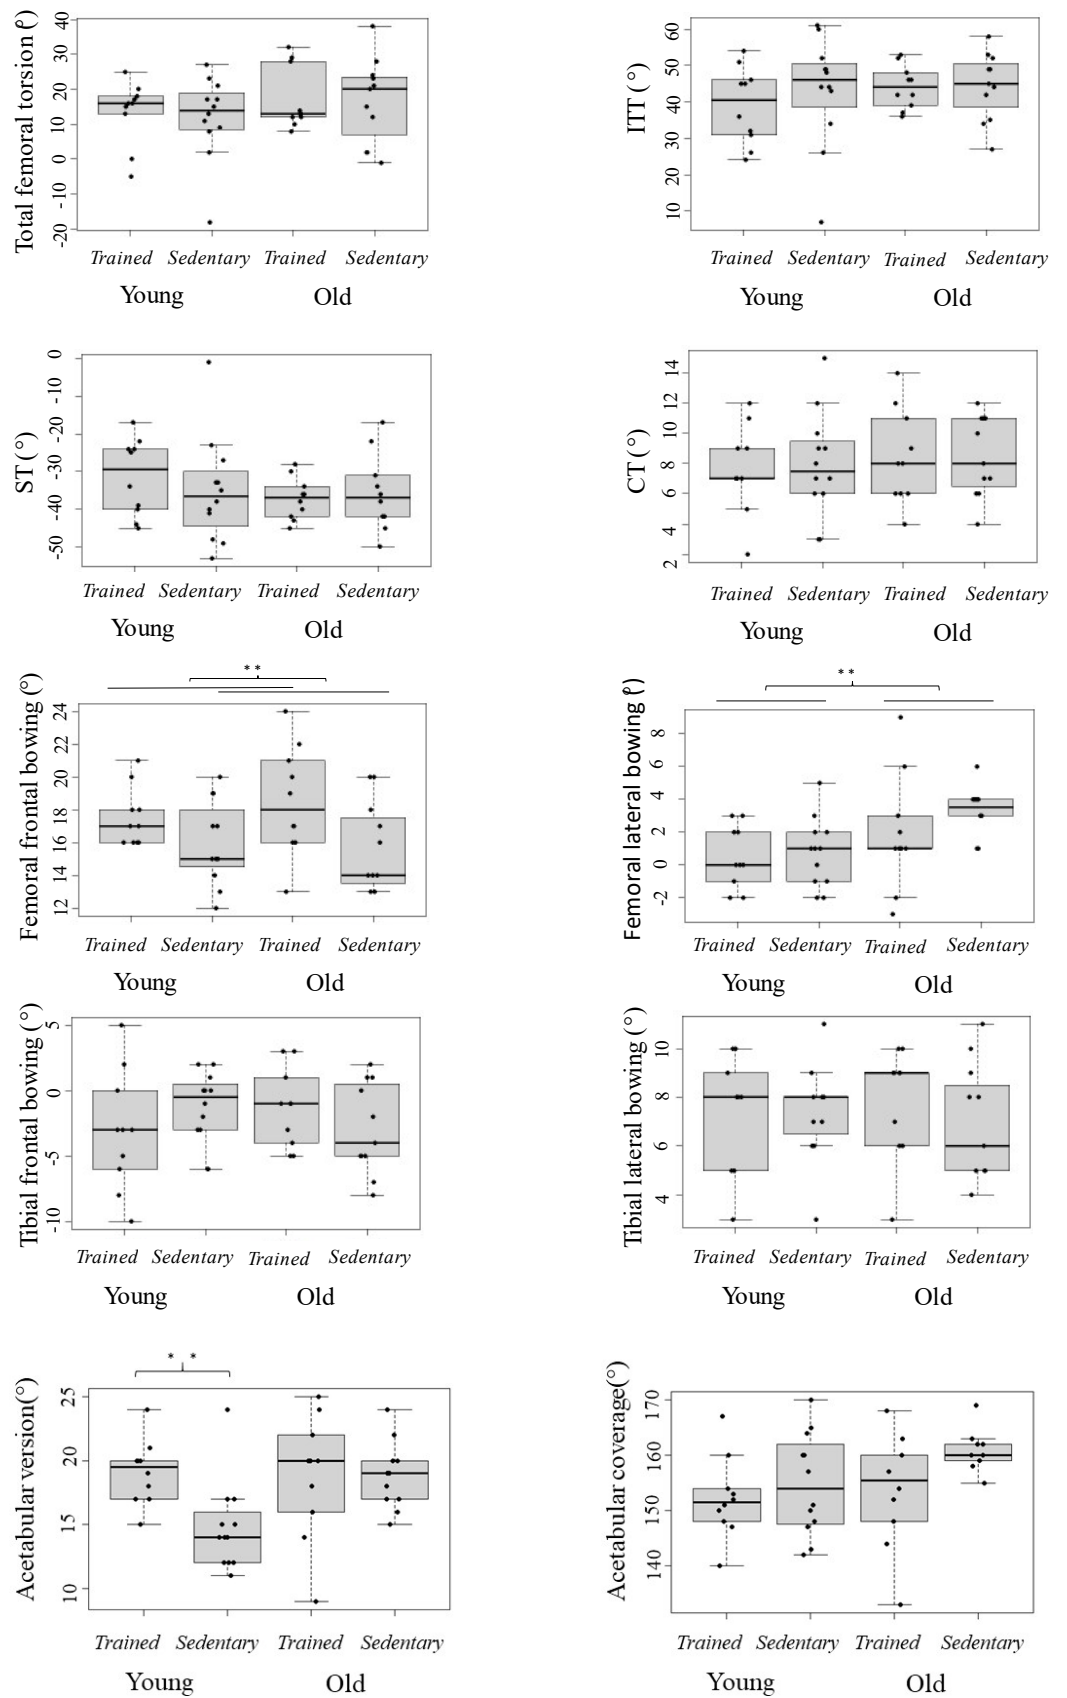 Total femoral torsion (°)
40
30
20
10
0
-10
-20
Trained Sedentary Trained Sedentary
Young Old
ITT (°)
60
50
40
30
20
10
Trained Sedentary Trained Sedentary
Young Old
ST (°)
0
-10
-20
-30
-40
-50
Trained Sedentary Trained Sedentary
Young Old
CT (°)
14
12
10
8
6
4
2
Trained Sedentary Trained Sedentary
Young Old
**
Femoral frontal bowing (°)
24
22
20
18
16
14
12
Trained Sedentary Trained Sedentary
Young Old
**
Femoral lateral bowing (°)
8
6
4
2
0
-2
Trained Sedentary Trained Sedentary
Young Old
Tibial frontal bowing (°)
5
0
-5
-10
Trained Sedentary Trained Sedentary
Young Old
Tibial lateral bowing (°)
10
8
6
4
Trained Sedentary Trained Sedentary
Young Old
* *
Acetabular version(°)
25
20
15
10
Trained Sedentary Trained Sedentary
Young Old
Acetabular coverage(°)
170
160
150
140
Trained Sedentary Trained Sedentary
Young Old